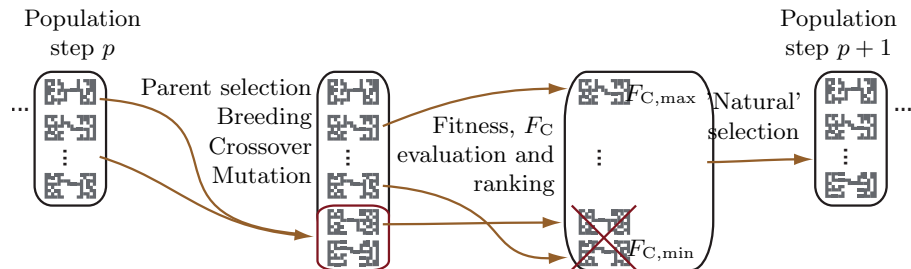 Population
step p
...
Parent selection
Breeding
Crossover
Mutation
Fitness, F_C
evaluation and
ranking
F_C,max
F_C,min
'Natural'
selection
Population
step p + 1
...